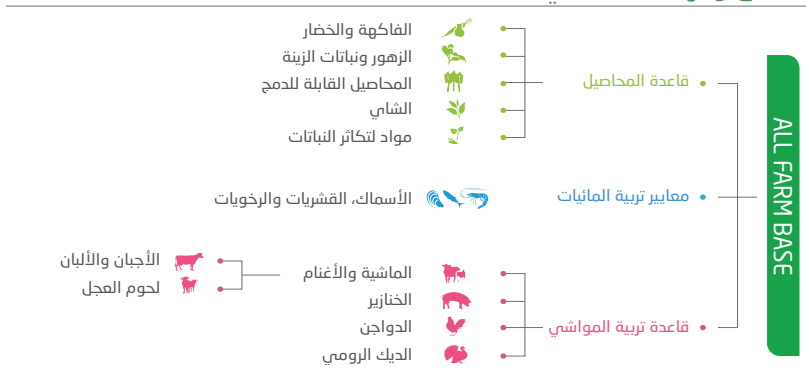 ALL FARM BASE
قاعدة المحاصيل
الفاكهة والخضار
الزهور ونباتات الزينة
المحاصيل القابلة للدمج
الشاي
مواد لتكاثر النباتات
معايير تربية المائيات
الأسماك، القشريات والرخويات
قاعدة تربية المواشي
الماشية والأغنام
الأجبان والألبان
لحوم العجل
الخنازير
الدواجن
الديك الرومي